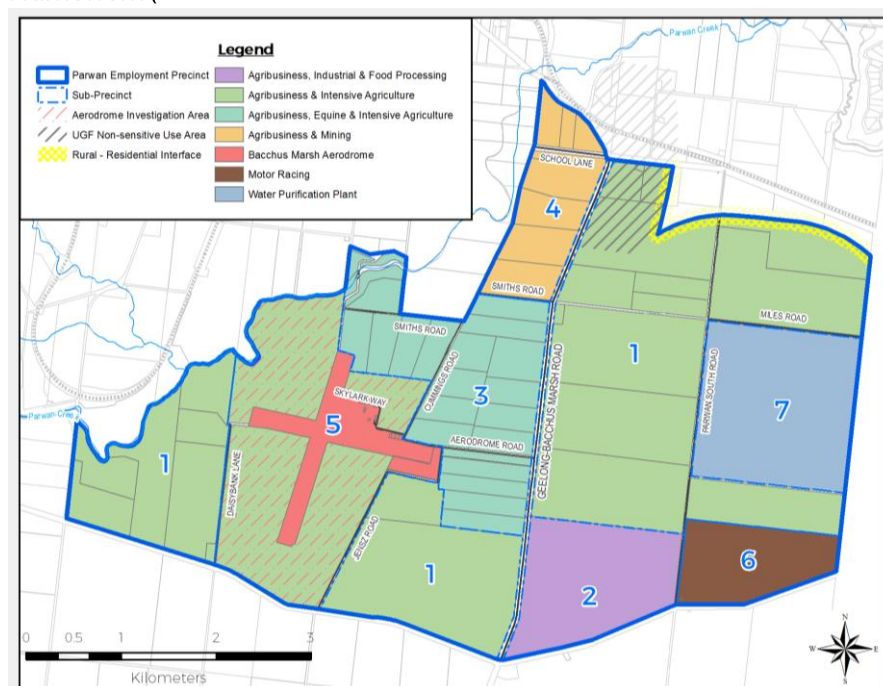 Legend
Parwan Employment Precinct
Sub-Precinct
Aerodrome Investigation Area
UGF Non-sensitive Use Area
Rural - Residential Interface
Agribusiness, Industrial & Food Processing
Agribusiness & Intensive Agriculture
Agribusiness, Equine & Intensive Agriculture
Agribusiness & Mining
Bacchus Marsh Aerodrome
Motor Racing
Water Purification Plant
Parwan Creek
SCHOOL LANE
4
SMITHS ROAD
SMITHS ROAD
MILES ROAD
1
GEELONG-BACCHUS MARSH ROAD
PARWAN SOUTH ROAD
7
CUMMINGS ROAD
3
SKYLARK-WAY
5
AERODROME ROAD
Parwan-Creek
1
DAISYBANK LANE
JENSZ ROAD
1
2
6
0 0.5 1 2 3
Kilometers
N
W E
S